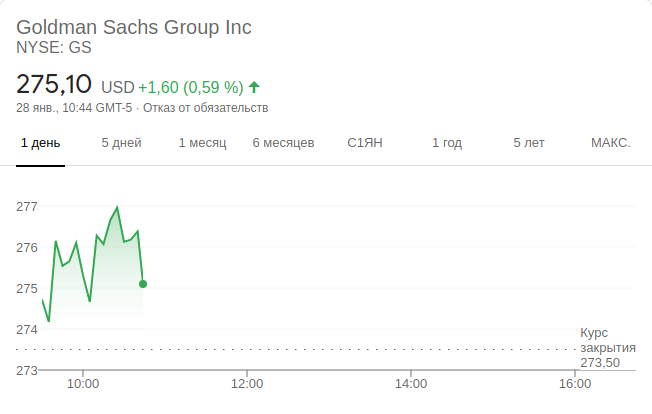 Goldman Sachs Group Inc
NYSE: GS
275,10 USD +1,60 (0,59 %)
28 янв., 10:44 GMT-5 · Отказ от обязательств
1 день 5 дней 1 месяц 6 месяцев С1ЯН 1 год 5 лет МАКС.
277
276
275
274
273
Курс
закрытия
273,50
10:00 12:00 14:00 16:00